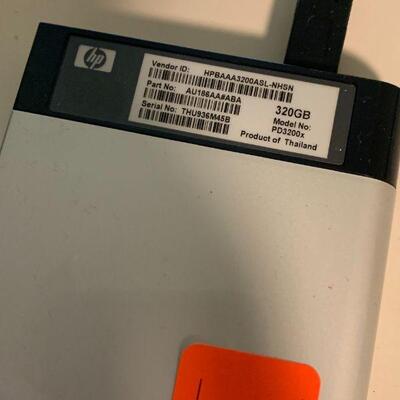 hp
Vendor ID: HPBAAA3200ASL-NHSN
Part No: AU186AA#ABA
Serial No: THU936M45B
320GB
Model No:
PD3200x
Product of Thailand